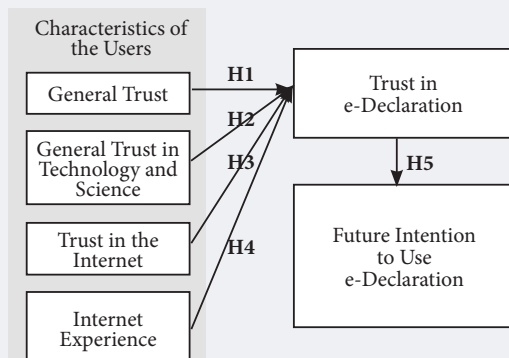 Characteristics of
the Users
General Trust
General Trust in
Technology and
Science
Trust in the
Internet
Internet
Experience
H1
H2
H3
H4
Trust in
e-Declaration
H5
Future Intention
to Use
e-Declaration